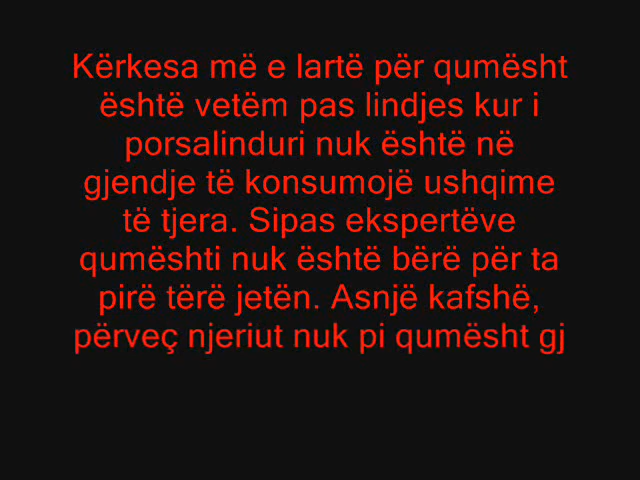 Kërkesa më e lartë për qumësht
është vetëm pas lindjes kur i
porsalinduri nuk është në
gjendje të konsumojë ushqime
të tjera. Sipas ekspertëve
qumështi nuk është bërë për ta
pirë tërë jetën. Asnjë kafshë,
përveç njeriut nuk pi qumësht gj